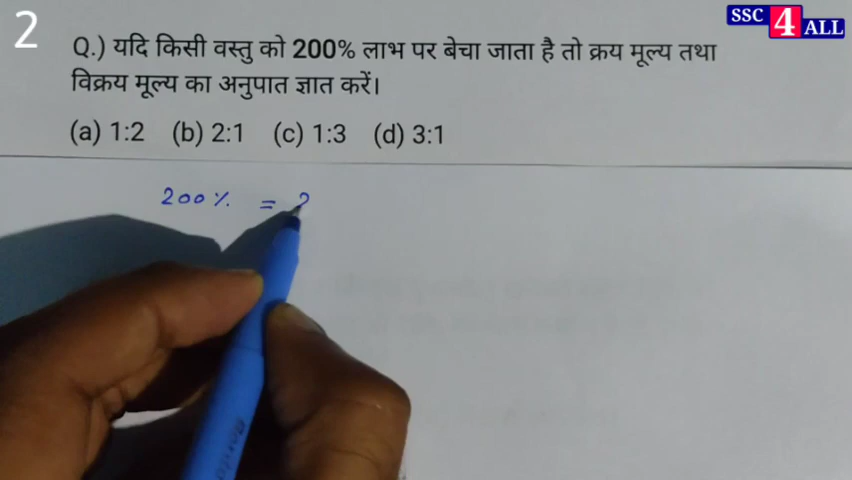 2
SSC 4 ALL
Q.) यदि किसी वस्तु को 200% लाभ पर बेचा जाता है तो क्रय मूल्य तथा
विक्रय मूल्य का अनुपात ज्ञात करें।
(a) 1:2 (b) 2:1 (c) 1:3 (d) 3:1
200% = 2